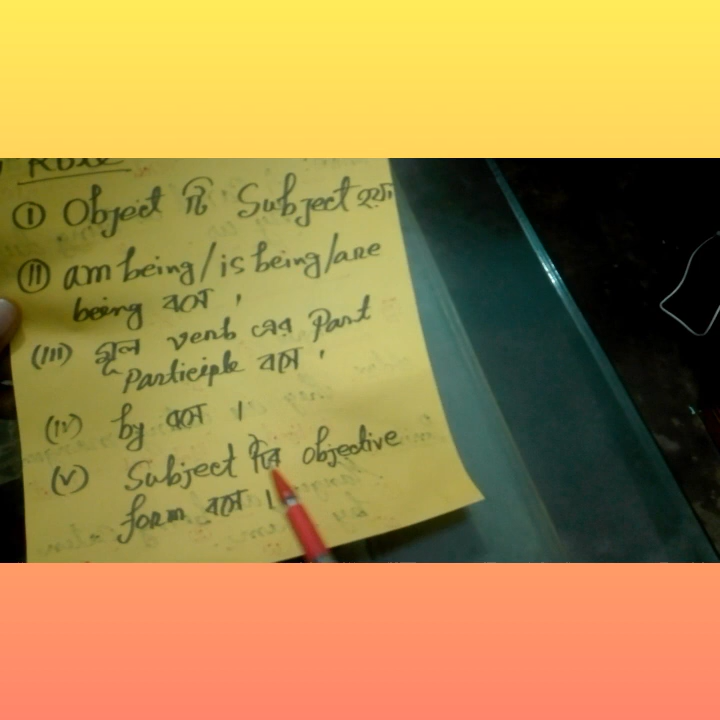 Rule
(I) Object টি Subject হয়
(II) am being/is being/are
being বসে ।
(III) মূল verb এর Past
Participle বসে ।
(IV) by বসে ।
(V) Subject টির objective
form বসে ।